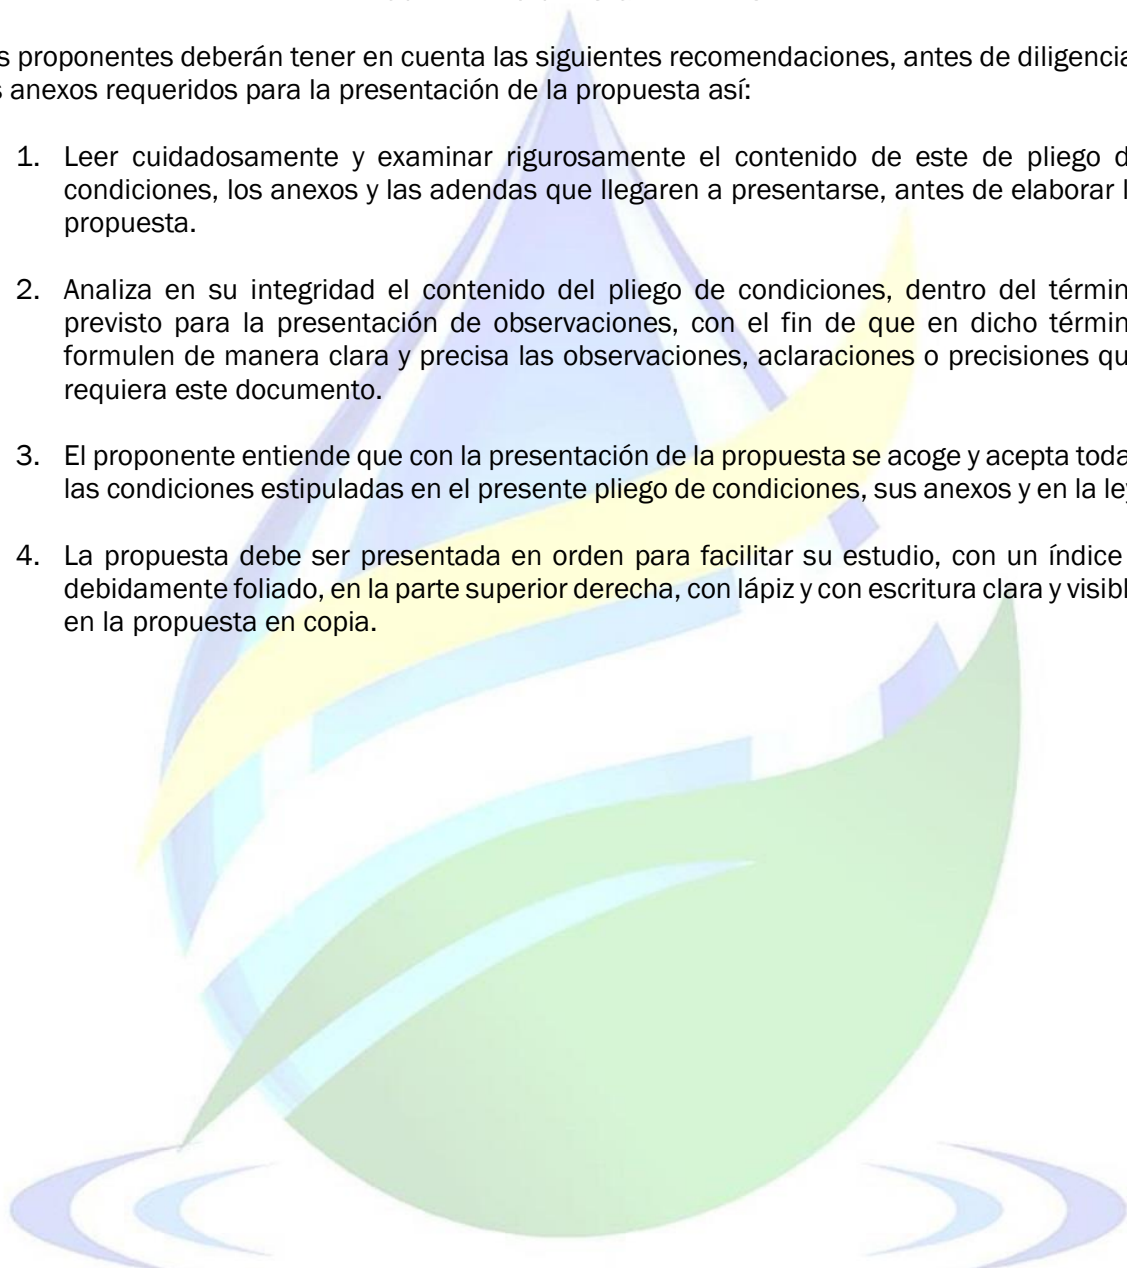 s proponentes deberán tener en cuenta las siguientes recomendaciones, antes de diligencia
s anexos requeridos para la presentación de la propuesta así:
1. Leer cuidadosamente y examinar rigurosamente el contenido de este de pliego d
condiciones, los anexos y las adendas que llegaren a presentarse, antes de elaborar l
propuesta.
2. Analiza en su integridad el contenido del pliego de condiciones, dentro del términ
previsto para la presentación de observaciones, con el fin de que en dicho términ
formulen de manera clara y precisa las observaciones, aclaraciones o precisiones qu
requiera este documento.
3. El proponente entiende que con la presentación de la propuesta se acoge y acepta toda
las condiciones estipuladas en el presente pliego de condiciones, sus anexos y en la ley
4. La propuesta debe ser presentada en orden para facilitar su estudio, con un índice
debidamente foliado, en la parte superior derecha, con lápiz y con escritura clara y visibl
en la propuesta en copia.